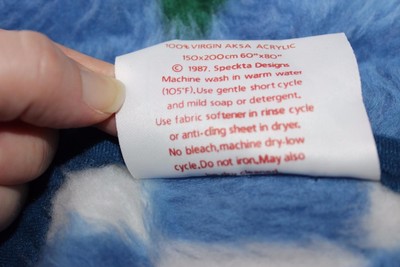 100% VIRGIN AKSA ACRYLIC
150x200cm 60"x80"
© 1987, Speckta Designs
Machine wash in warm water
(105°F). Use gentle short cycle
and mild soap or detergent.
Use fabric softener in rinse cycle
or anti-cling sheet in dryer.
No bleach, machine dry-low
cycle. Do not iron. May also